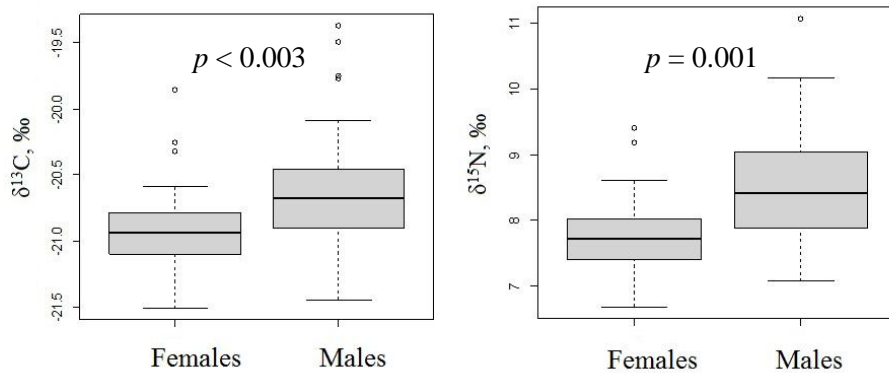 δ¹³C, ‰
-19.5
-20.0
-20.5
-21.0
-21.5
p < 0.003
Females Males
δ¹⁵N, ‰
11
10
9
8
7
p = 0.001
Females Males